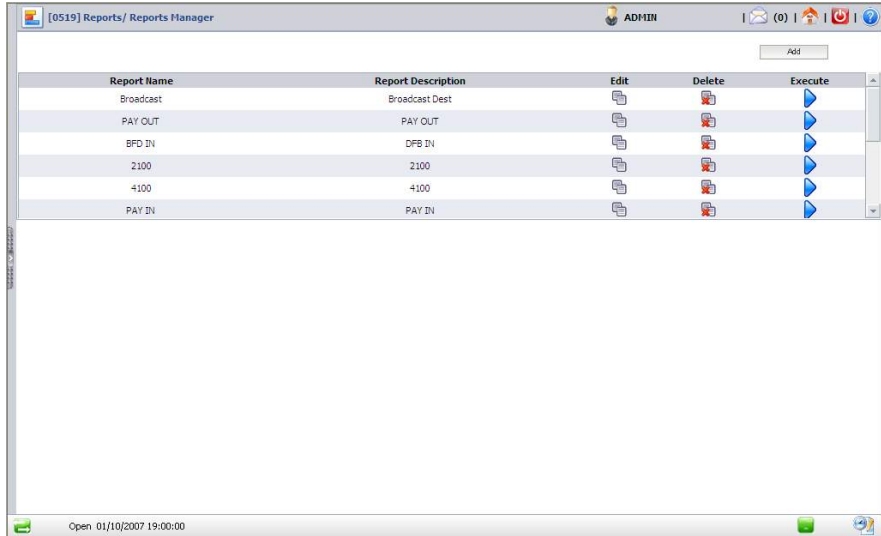 [0519] Reports/ Reports Manager ADMIN | (0) | | |
Add
Report Name Report Description Edit Delete Execute
Broadcast Broadcast Dest
PAY OUT PAY OUT
BFD IN DFB IN
2100 2100
4100 4100
PAY IN PAY IN
Open 01/10/2007 19:00:00